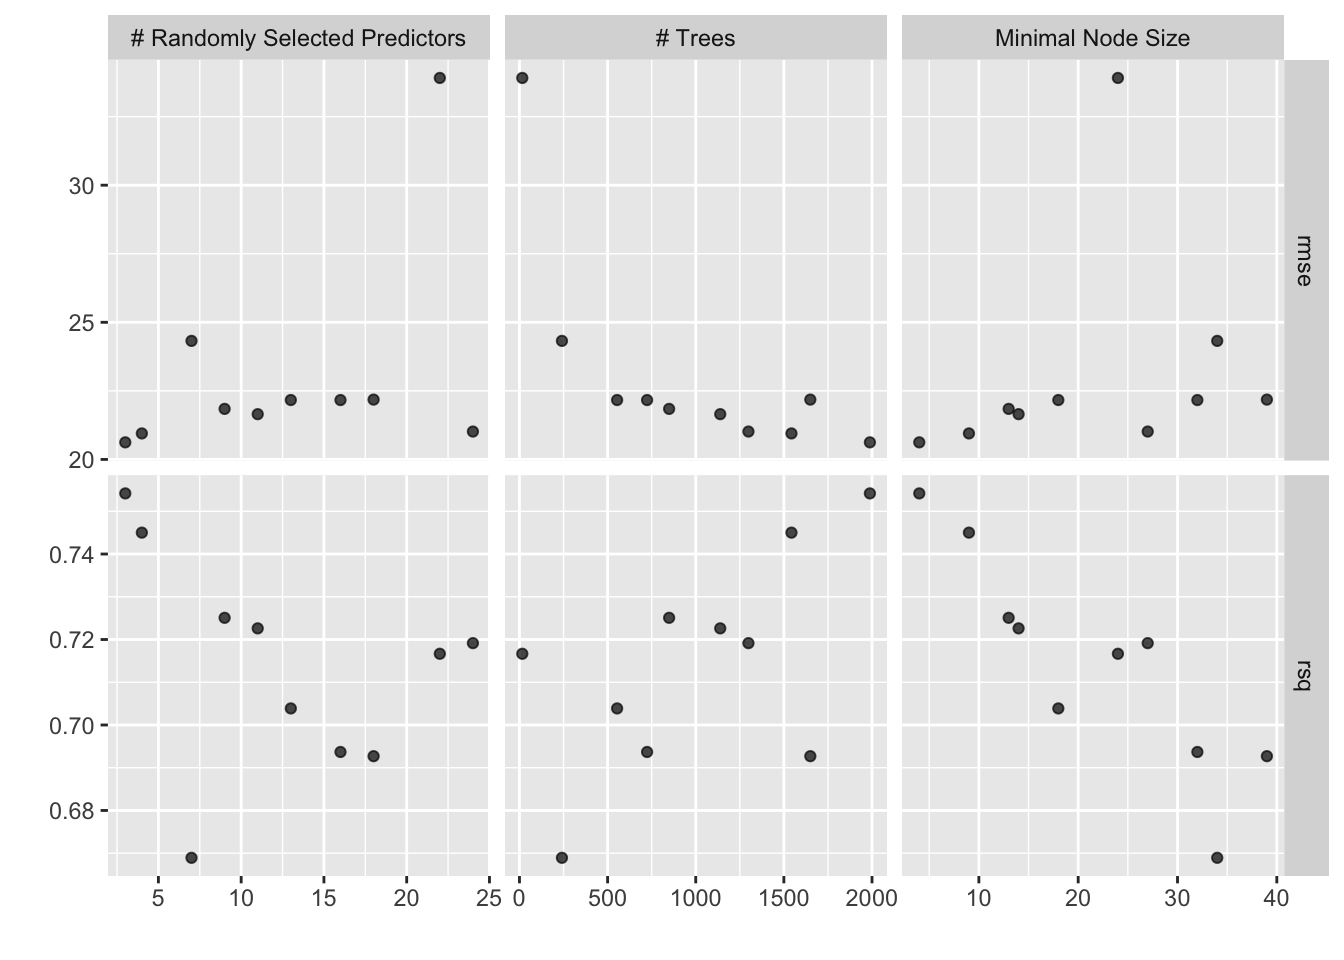 # Randomly Selected Predictors
# Trees
Minimal Node Size
30
25
20
rmse
0.74
0.72
0.70
0.68
rsq
5 10 15 20 25
0 500 1000 1500 2000
10 20 30 40